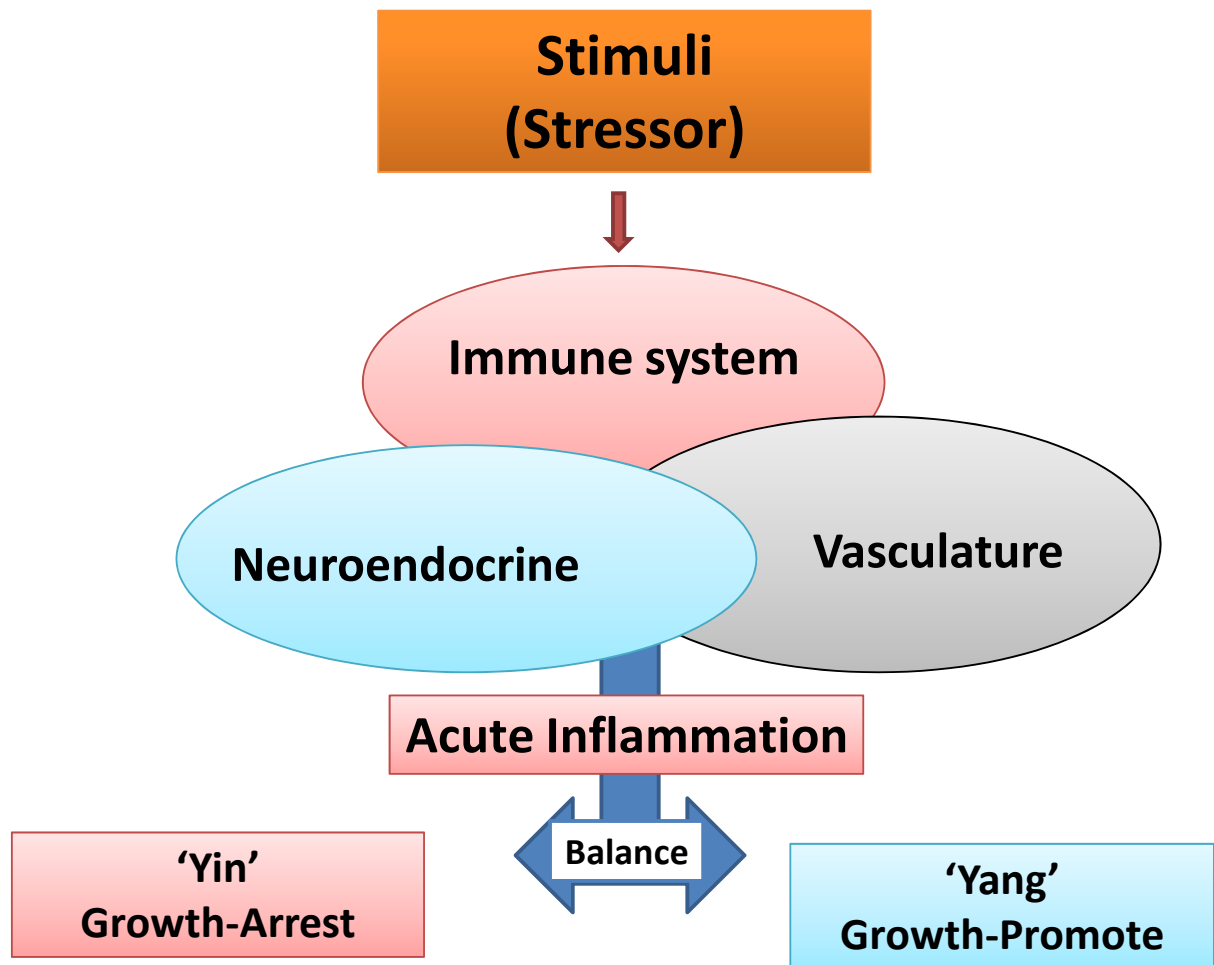 Stimuli
(Stressor)
Immune system
Vasculature
Neuroendocrine
Acute Inflammation
Balance
‘Yin’
Growth-Arrest
‘Yang’
Growth-Promote